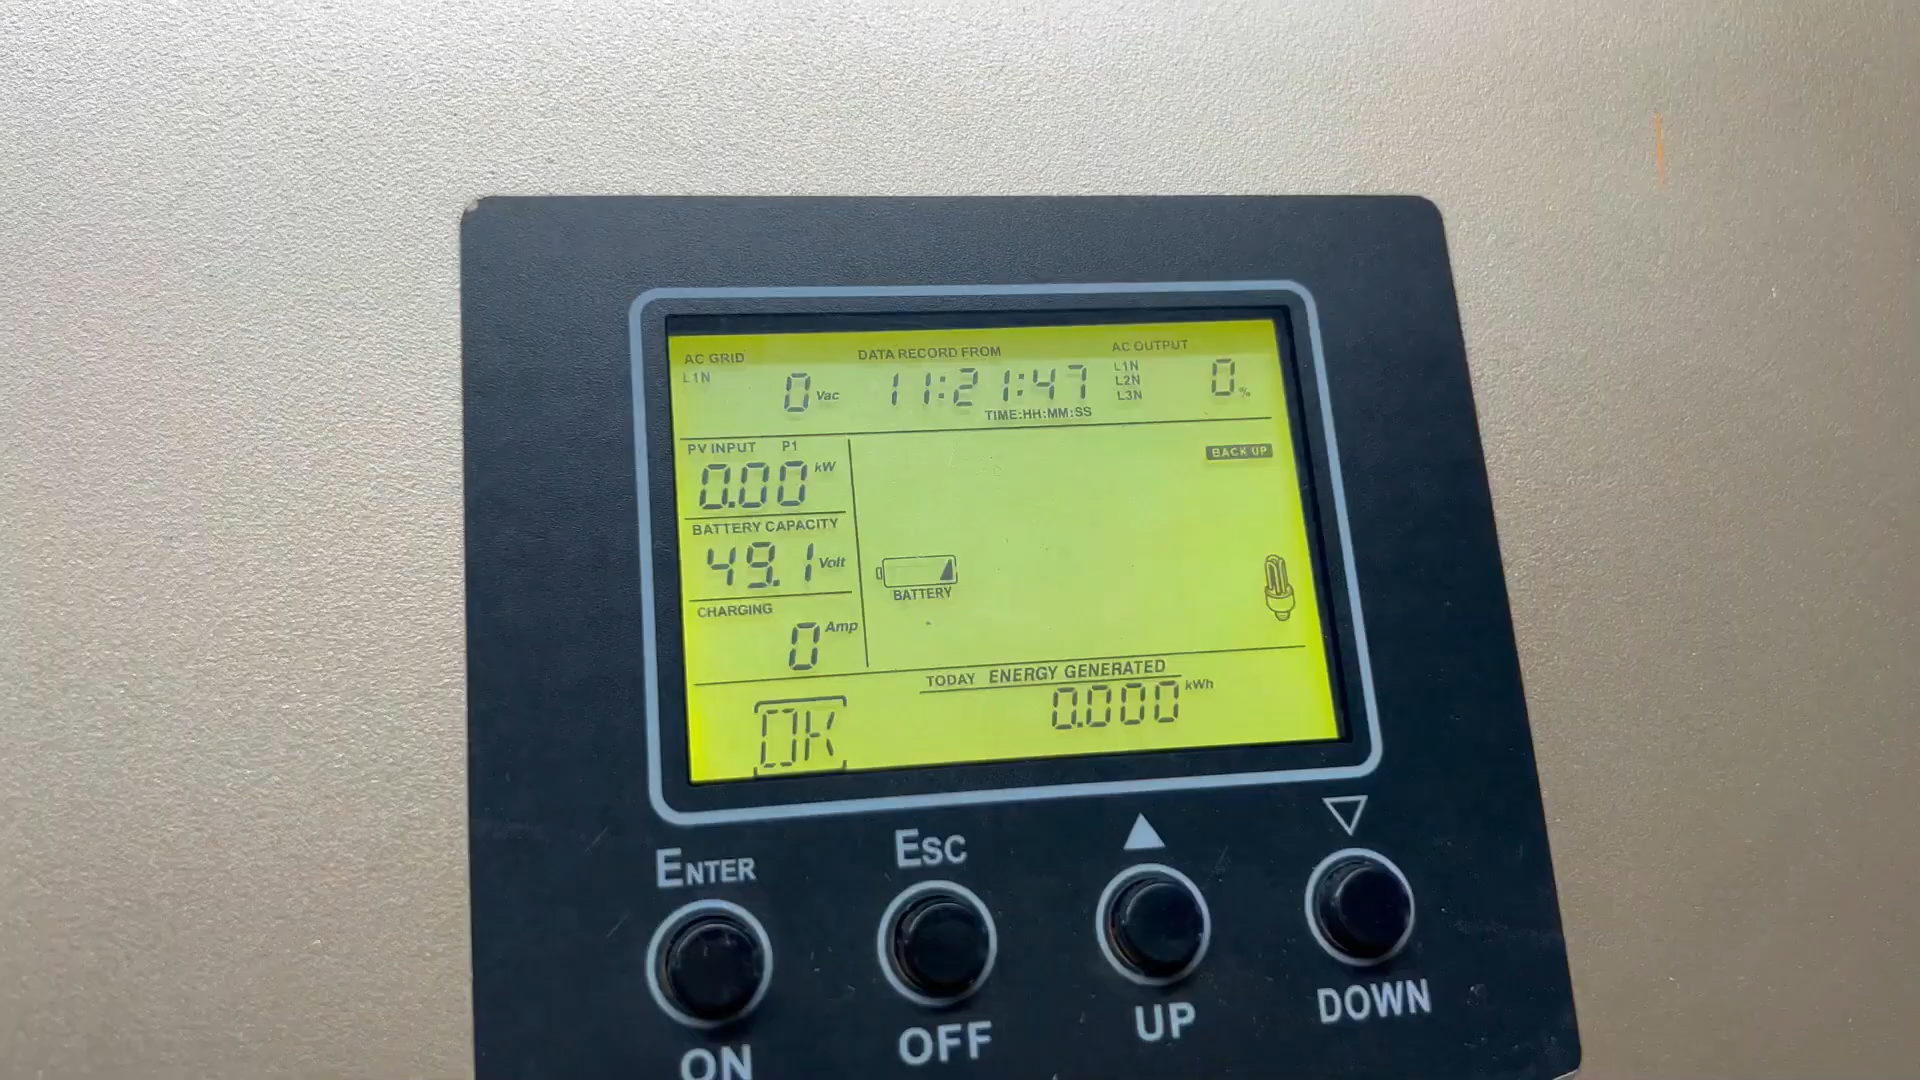 AC GRID
L1N
0 Vac
DATA RECORD FROM
11:21:47
TIME:HH:MM:SS
AC OUTPUT
L1N
L2N
L3N
0 %
PV INPUT P1
0.00 kW
BATTERY CAPACITY
49.1 Volt
CHARGING
0 Amp
BACK UP
BATTERY
OK
TODAY ENERGY GENERATED
0.000 kWh
ENTER
ESC
ON
OFF
UP
DOWN